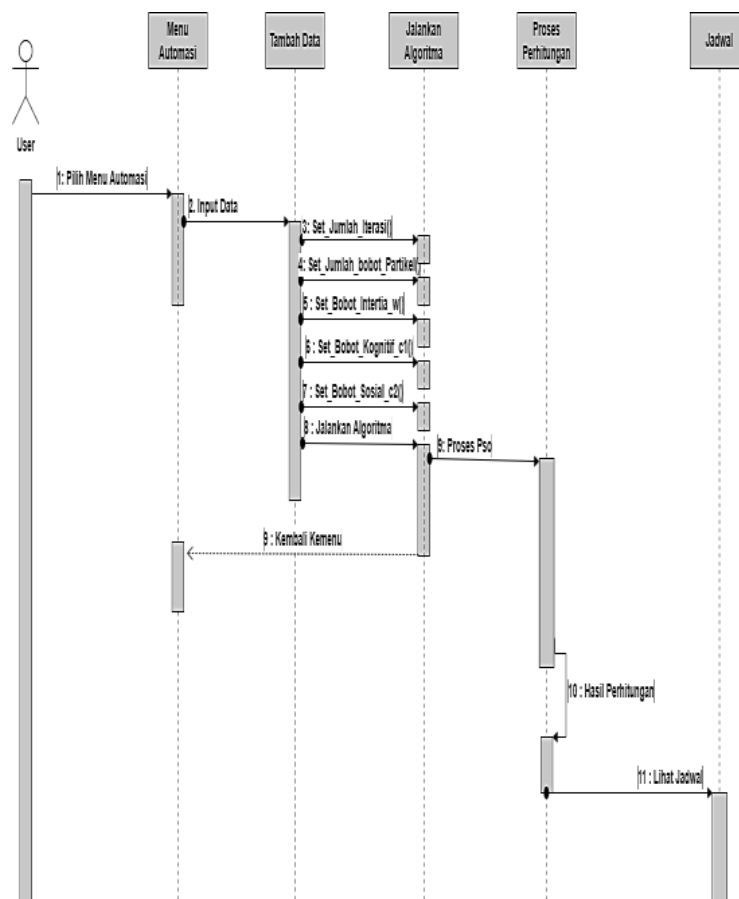 Menu
Automasi
Tambah Data
Jalankan
Algoritma
Proses
Perhitungan
Jadwal
User
1: Pilih Menu Automasi
2. Input Data
3: Set_Jumlah_Iterasi()
4: Set_Jumlah_bobot_Partikel()
5 : Set_Bobot_Intertia_w()
6 : Set_Bobot_Kognitif_c1()
7 : Set_Bobot_Sosial_c2()
8 : Jalankan Algoritma
9: Proses Pso
9 : Kembali Kemenu
10 : Hasil Perhitungan
11 : Lihat Jadwal